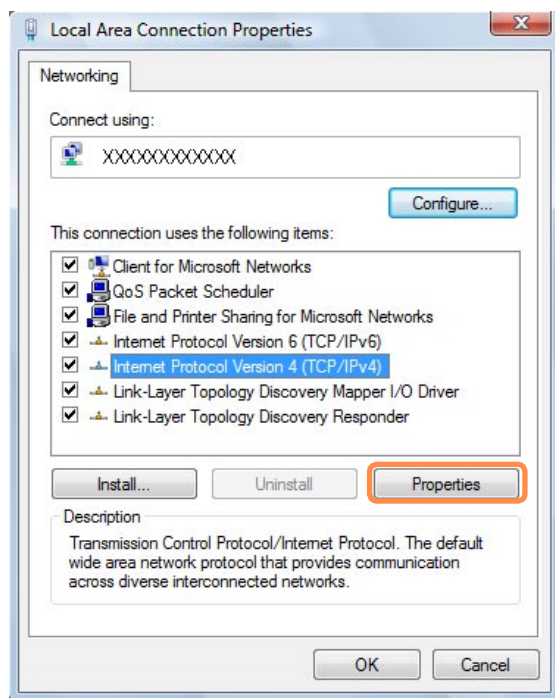 Local Area Connection Properties
X
Networking
Connect using:
XXXXXXXXXXXX
Configure...
This connection uses the following items:
Client for Microsoft Networks
QoS Packet Scheduler
File and Printer Sharing for Microsoft Networks
Internet Protocol Version 6 (TCP/IPv6)
Internet Protocol Version 4 (TCP/IPv4)
Link-Layer Topology Discovery Mapper I/O Driver
Link-Layer Topology Discovery Responder
Install...
Uninstall
Properties
Description
Transmission Control Protocol/Internet Protocol. The default
wide area network protocol that provides communication
across diverse interconnected networks.
OK
Cancel